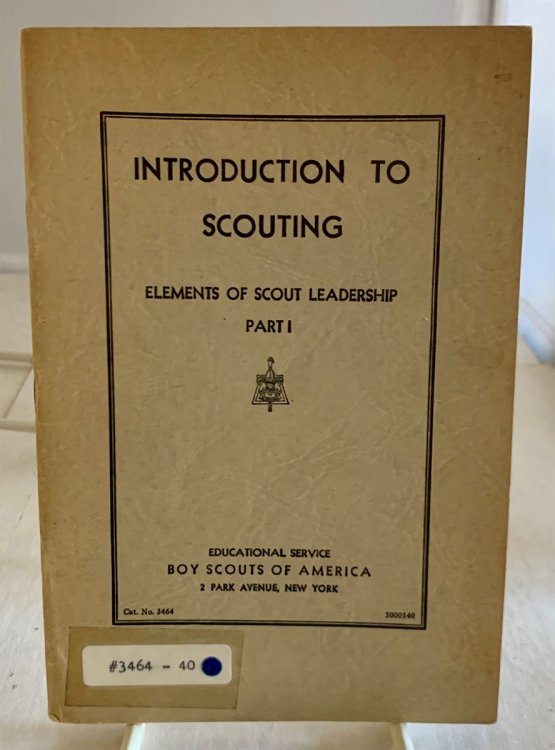 INTRODUCTION TO
SCOUTING
ELEMENTS OF SCOUT LEADERSHIP
PART I
EDUCATIONAL SERVICE
BOY SCOUTS OF AMERICA
2 PARK AVENUE, NEW YORK
Cat. No. 3464 5000140
#3464 - 40